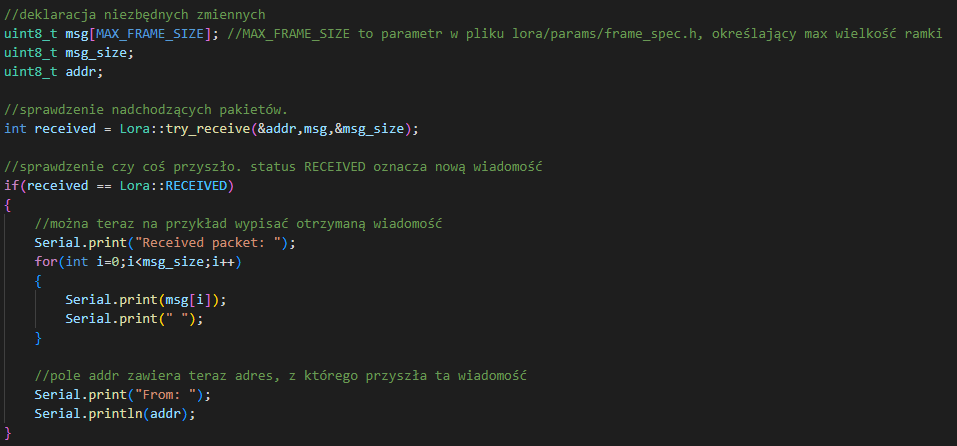 //deklaracja niezbędnych zmiennych
uint8_t msg[MAX_FRAME_SIZE]; //MAX_FRAME_SIZE to parametr w pliku lora/params/frame_spec.h, określający max wielkość ramki
uint8_t msg_size;
uint8_t addr;

//sprawdzenie nadchodzących pakietów.
int received = Lora::try_receive(&addr,msg,&msg_size);

//sprawdzenie czy coś przyszło. status RECEIVED oznacza nową wiadomość
if(received == Lora::RECEIVED)
{
    //można teraz na przykład wypisać otrzymaną wiadomość
    Serial.print("Received packet: ");
    for(int i=0;i<msg_size;i++)
    {
        Serial.print(msg[i]);
        Serial.print(" ");
    }

    //pole addr zawiera teraz adres, z którego przyszła ta wiadomość
    Serial.print("From: ");
    Serial.println(addr);
}